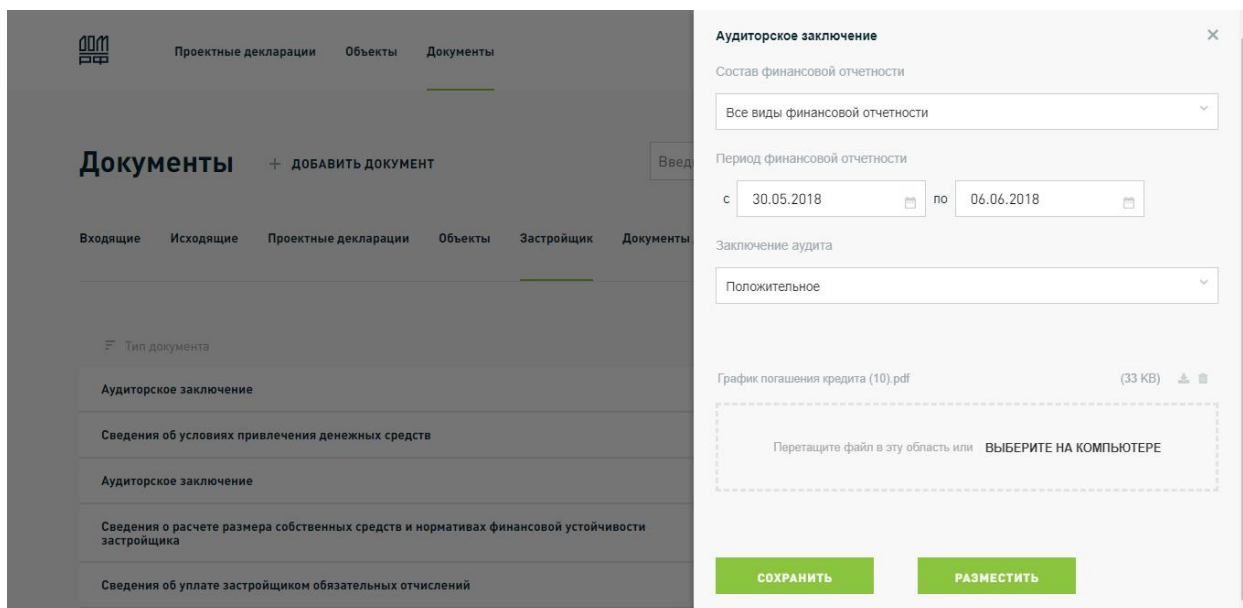 ДОМ
РФ
Проектные декларации Объекты Документы
Документы + ДОБАВИТЬ ДОКУМЕНТ
Введ
Входящие Исходящие Проектные декларации Объекты Застройщик Документы
Тип документа
Аудиторское заключение
Сведения об условиях привлечения денежных средств
Аудиторское заключение
Сведения о расчете размера собственных средств и нормативах финансовой устойчивости
застройщика
Сведения об уплате застройщиком обязательных отчислений
Аудиторское заключение
Состав финансовой отчетности
Все виды финансовой отчетности
Период финансовой отчетности
с 30.05.2018 по 06.06.2018
Заключение аудита
Положительное
График погашения кредита (10).pdf (33 KB)
Перетащите файл в эту область или ВЫБЕРИТЕ НА КОМПЬЮТЕРЕ
СОХРАНИТЬ РАЗМЕСТИТЬ